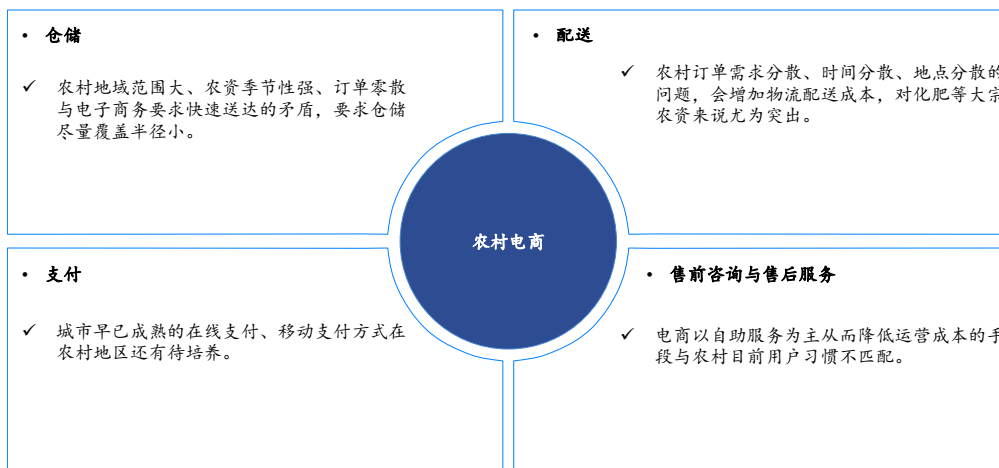 • 仓储
✓ 农村地域范围大、农资季节性强、订单零散
与电子商务要求快速送达的矛盾，要求仓储
尽量覆盖半径小。
• 配送
✓ 农村订单需求分散、时间分散、地点分散的
问题，会增加物流配送成本，对化肥等大宗
农资来说尤为突出。
农村电商
• 支付
✓ 城市早已成熟的在线支付、移动支付方式在
农村地区还有待培养。
• 售前咨询与售后服务
✓ 电商以自助服务为主从而降低运营成本的手
段与农村目前用户习惯不匹配。